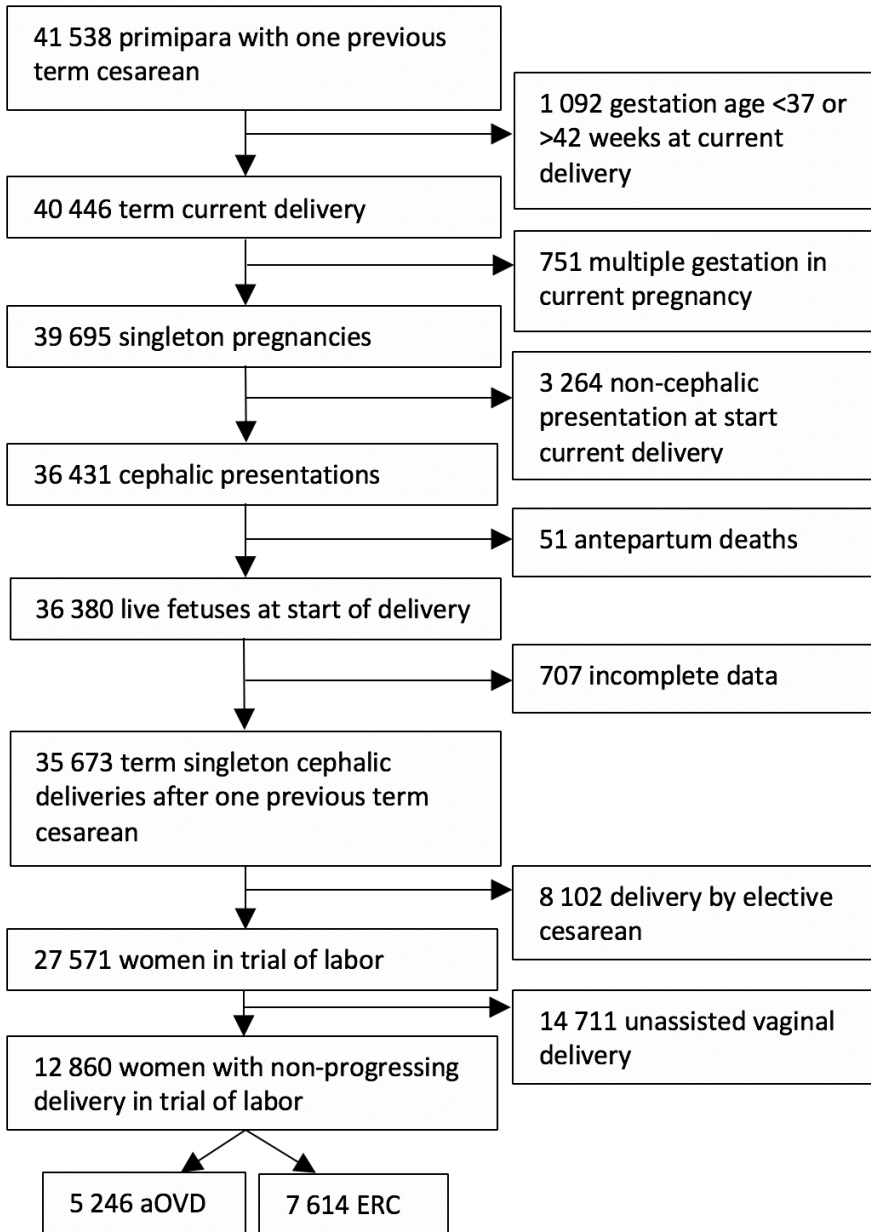 41 538 primipara with one previous
term cesarean
1 092 gestation age <37 or
>42 weeks at current
delivery
40 446 term current delivery
751 multiple gestation in
current pregnancy
39 695 singleton pregnancies
3 264 non-cephalic
presentation at start
current delivery
36 431 cephalic presentations
51 antepartum deaths
36 380 live fetuses at start of delivery
707 incomplete data
35 673 term singleton cephalic
deliveries after one previous term
cesarean
8 102 delivery by elective
cesarean
27 571 women in trial of labor
14 711 unassisted vaginal
delivery
12 860 women with non-progressing
delivery in trial of labor
5 246 aOVD
7 614 ERC